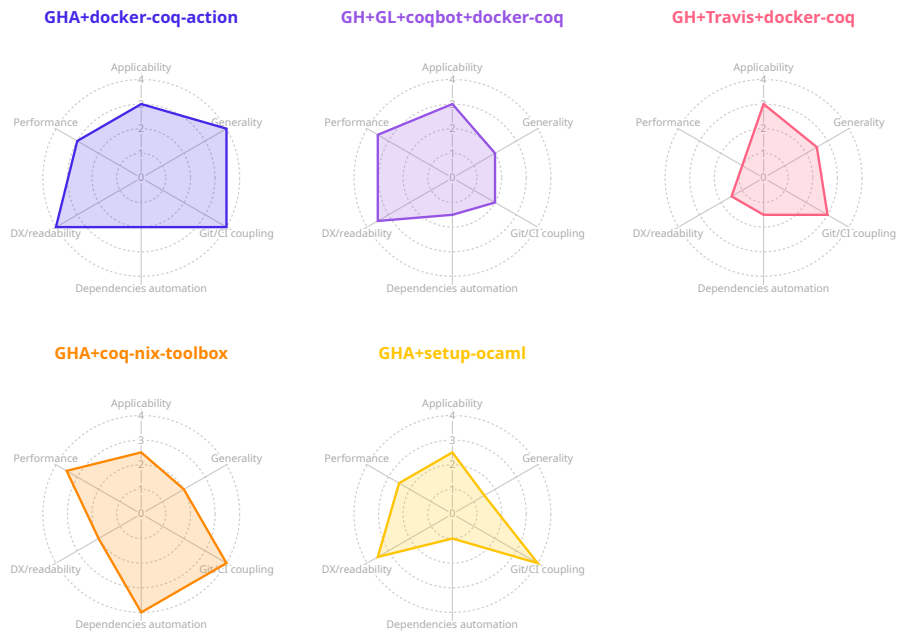 GHA+docker-coq-action
Applicability
4
3
Performance
Generality
2
1
0
DX/readability
Git/CI coupling
Dependencies automation
GH+GL+coqbot+docker-coq
Applicability
4
3
Performance
Generality
2
1
0
DX/readability
Git/CI coupling
Dependencies automation
GH+Travis+docker-coq
Applicability
4
3
Performance
Generality
2
1
0
DX/readability
Git/CI coupling
Dependencies automation
GHA+coq-nix-toolbox
Applicability
4
3
Performance
Generality
2
1
0
DX/readability
Git/CI coupling
Dependencies automation
GHA+setup-ocaml
Applicability
4
3
Performance
Generality
2
1
0
DX/readability
Git/CI coupling
Dependencies automation